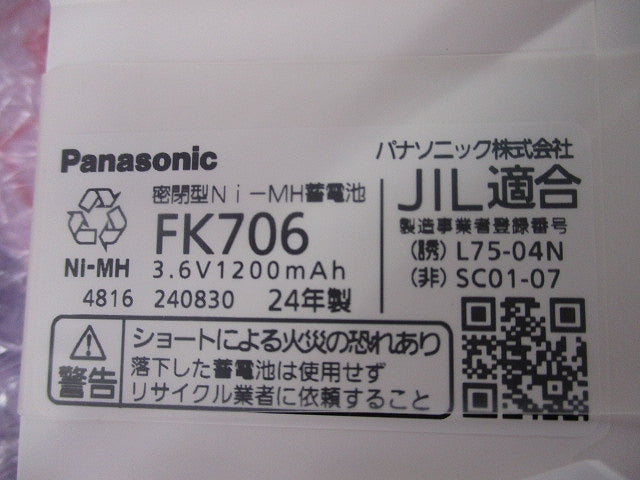 Panasonic
密閉型Ni-MH蓄電池
FK706
3.6V1200mAh
Ni-MH
4816 240830 24年製
パナソニック株式会社
JIL適合
製造事業者登録番号
(誘) L75-04N
(非) SC01-07
警告
ショートによる火災の恐れあり
落下した蓄電池は使用せず
リサイクル業者に依頼すること